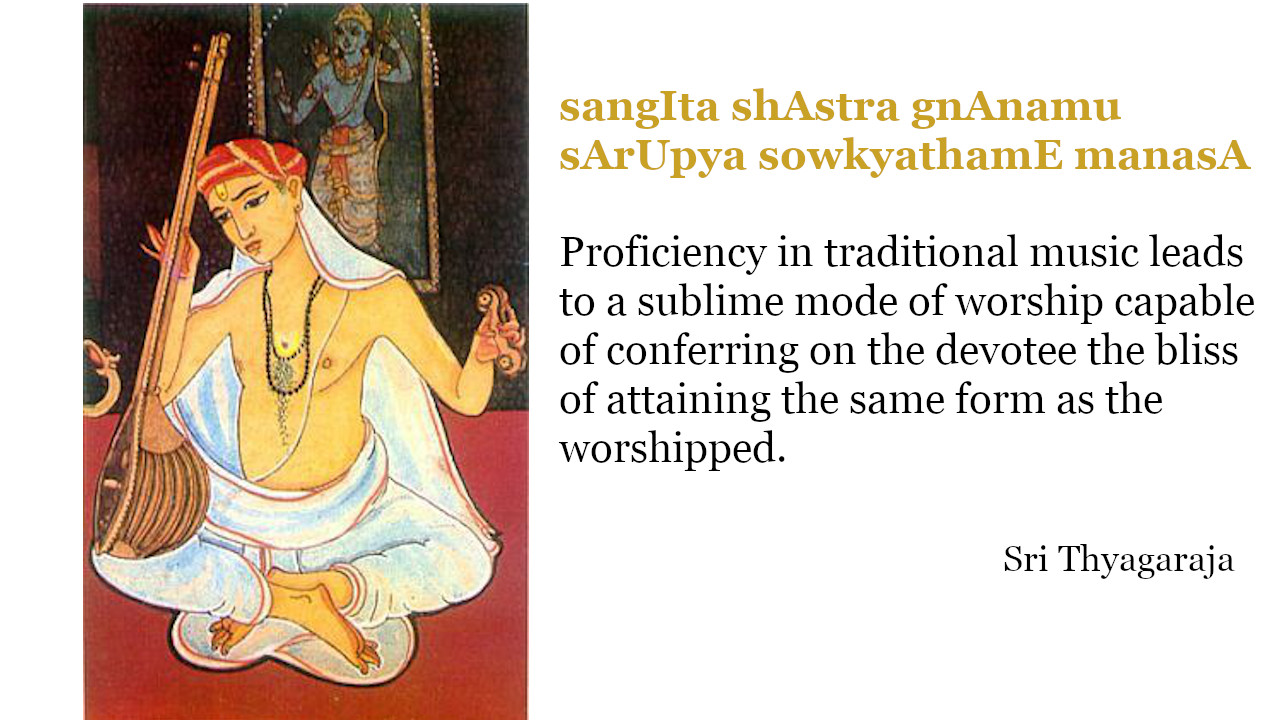 sangIta shAstra gnAnamu
sArUpya sowkyathamE manasA
Proficiency in traditional music leads
to a sublime mode of worship capable
of conferring on the devotee the bliss
of attaining the same form as the
worshipped.
Sri Thyagaraja